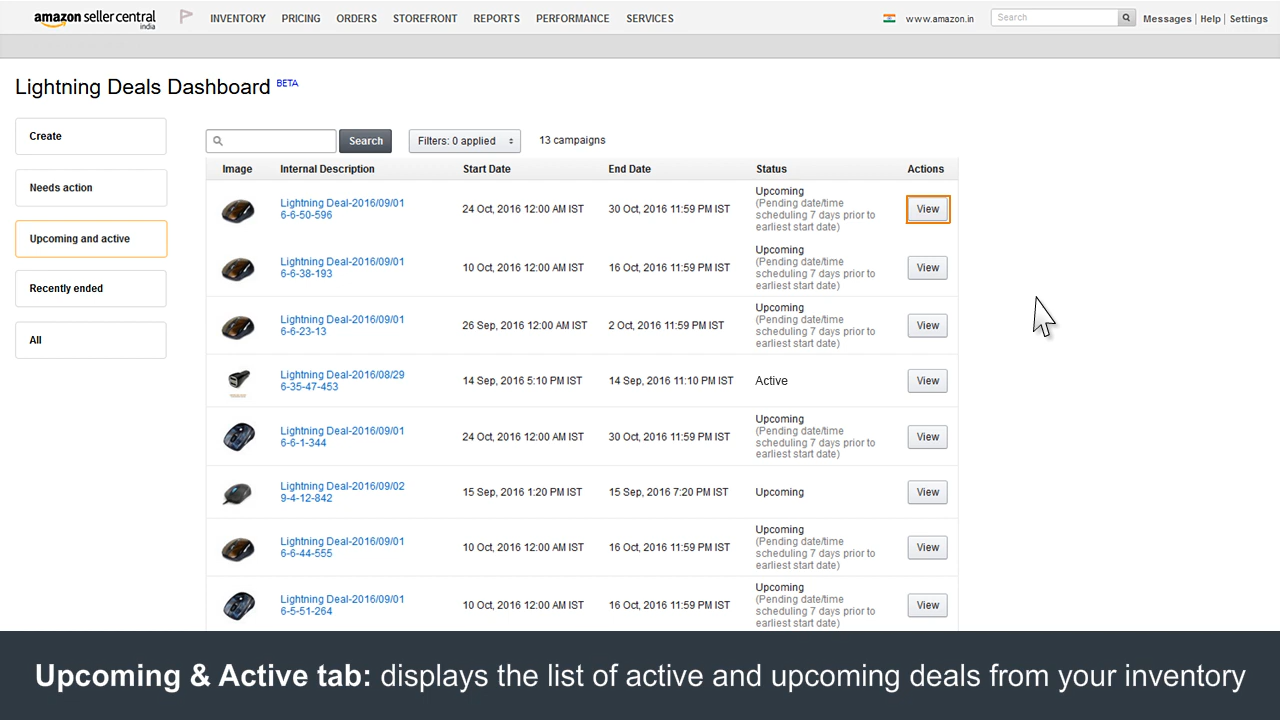 amazon seller central
india
INVENTORY PRICING ORDERS STOREFRONT REPORTS PERFORMANCE SERVICES
www.amazon.in
Search
Messages | Help | Settings
Lightning Deals Dashboard BETA
Create
Needs action
Upcoming and active
Recently ended
All
Search
Filters: 0 applied
13 campaigns
Image Internal Description Start Date End Date Status Actions
Lightning Deal-2016/09/01
6-6-50-596
24 Oct, 2016 12:00 AM IST
30 Oct, 2016 11:59 PM IST
Upcoming
(Pending date/time
scheduling 7 days prior to
earliest start date)
View
Lightning Deal-2016/09/01
6-6-38-193
10 Oct, 2016 12:00 AM IST
16 Oct, 2016 11:59 PM IST
Upcoming
(Pending date/time
scheduling 7 days prior to
earliest start date)
View
Lightning Deal-2016/09/01
6-6-23-13
26 Sep, 2016 12:00 AM IST
2 Oct, 2016 11:59 PM IST
Upcoming
(Pending date/time
scheduling 7 days prior to
earliest start date)
View
Lightning Deal-2016/08/29
6-35-47-453
14 Sep, 2016 5:10 PM IST
14 Sep, 2016 11:10 PM IST
Active
View
Lightning Deal-2016/09/01
6-6-1-344
24 Oct, 2016 12:00 AM IST
30 Oct, 2016 11:59 PM IST
Upcoming
(Pending date/time
scheduling 7 days prior to
earliest start date)
View
Lightning Deal-2016/09/02
9-4-12-842
15 Sep, 2016 1:20 PM IST
15 Sep, 2016 7:20 PM IST
Upcoming
View
Lightning Deal-2016/09/01
6-6-44-555
10 Oct, 2016 12:00 AM IST
16 Oct, 2016 11:59 PM IST
Upcoming
(Pending date/time
scheduling 7 days prior to
earliest start date)
View
Lightning Deal-2016/09/01
6-5-51-264
10 Oct, 2016 12:00 AM IST
16 Oct, 2016 11:59 PM IST
Upcoming
(Pending date/time
scheduling 7 days prior to
earliest start date)
View
Upcoming & Active tab: displays the list of active and upcoming deals from your inventory